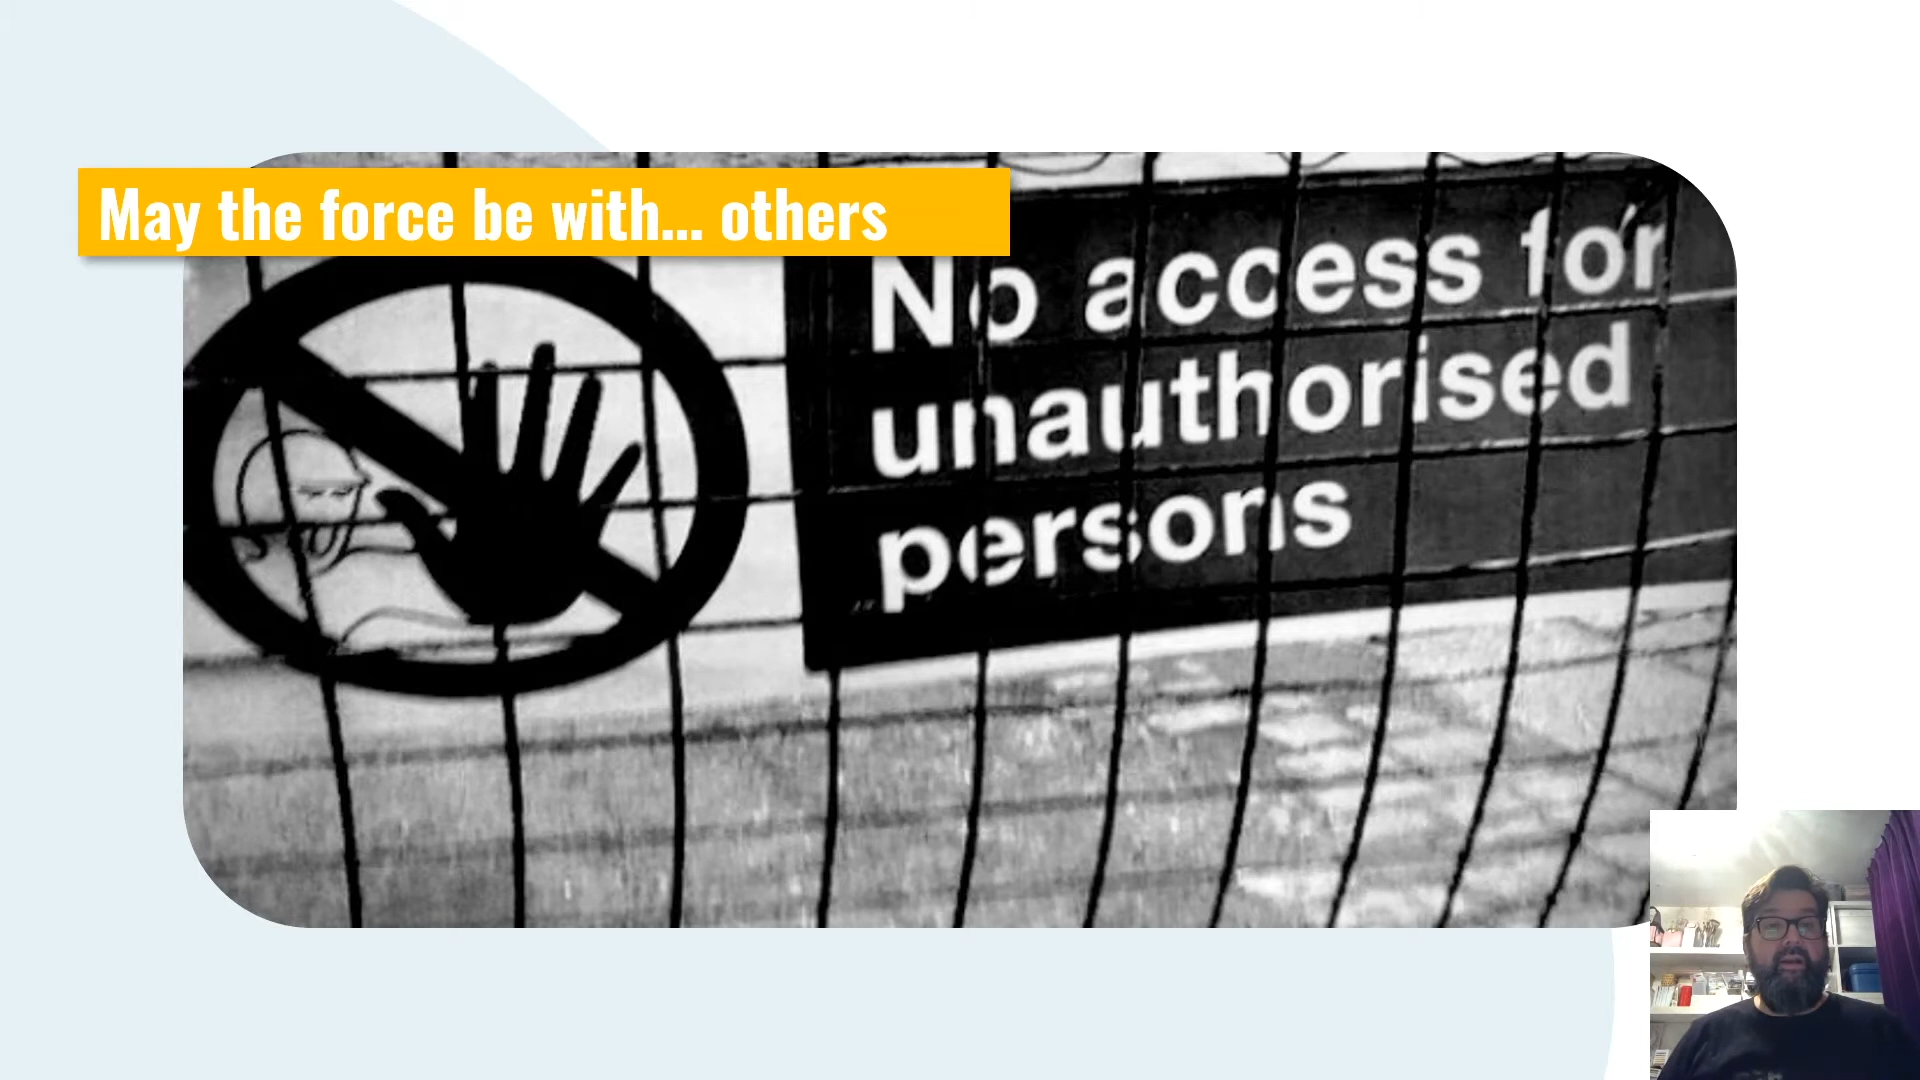 May the force be with... others
No access for
unauthorised
persons